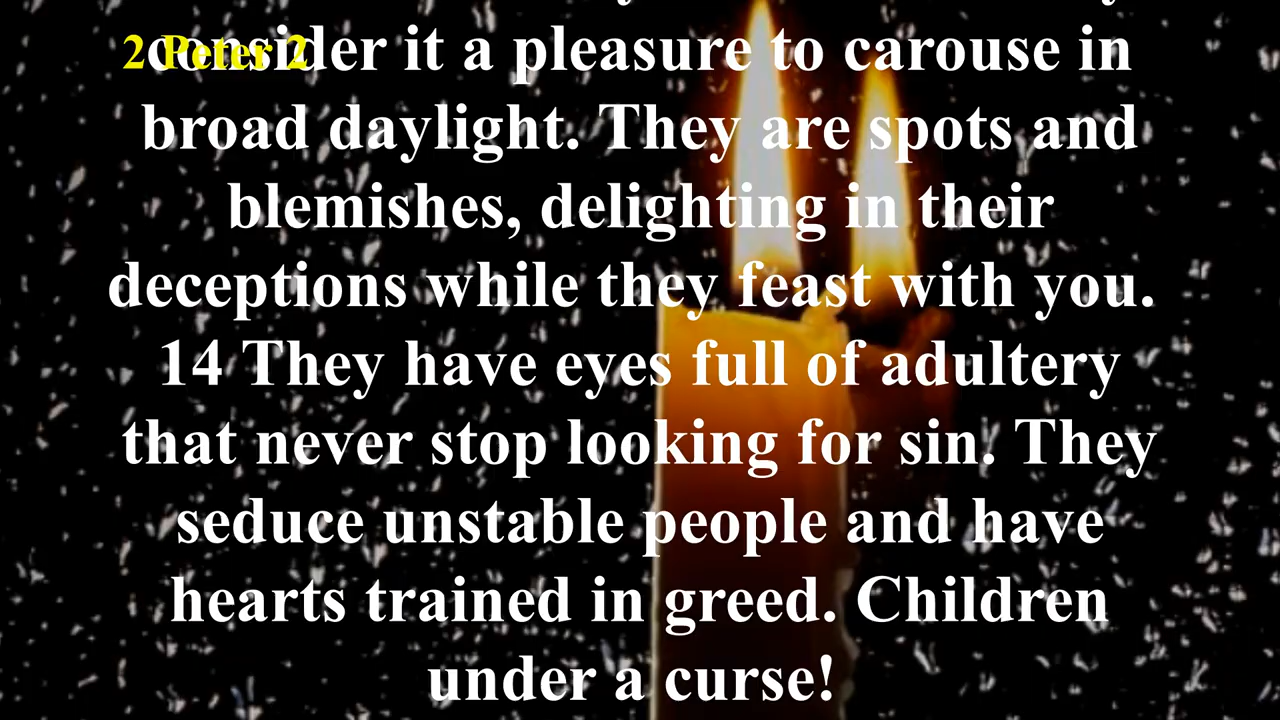 2 Peter 2
consider it a pleasure to carouse in
broad daylight. They are spots and
blemishes, delighting in their
deceptions while they feast with you.
14 They have eyes full of adultery
that never stop looking for sin. They
seduce unstable people and have
hearts trained in greed. Children
under a curse!